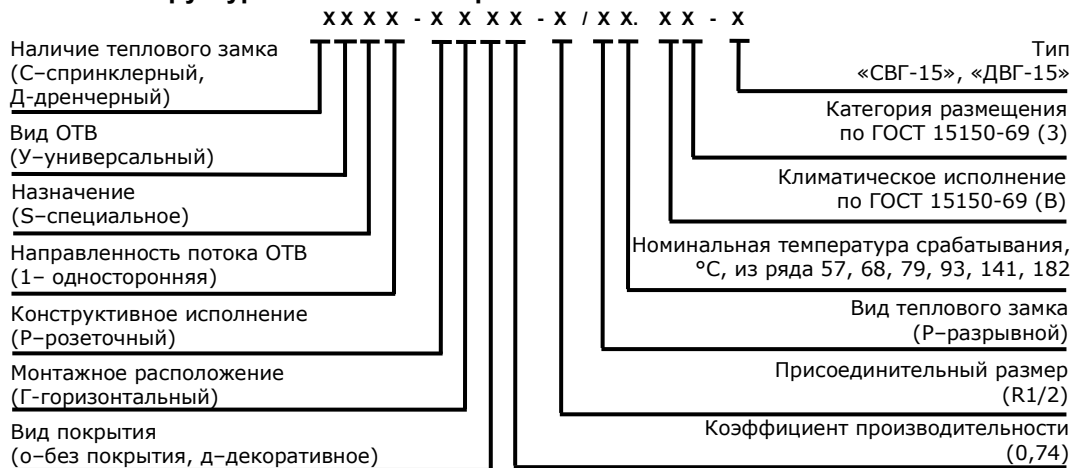 X X X X - X X X X - X / X X. X X - X
Наличие теплового замка
(С–спринклерный,
Д-дренчерный)
Вид ОТВ
(У–универсальный)
Назначение
(S–специальное)
Направленность потока ОТВ
(1– односторонняя)
Конструктивное исполнение
(Р–розеточный)
Монтажное расположение
(Г-горизонтальный)
Вид покрытия
(о–без покрытия, д–декоративное)
Тип
«СВГ-15», «ДВГ-15»
Категория размещения
по ГОСТ 15150-69 (3)
Климатическое исполнение
по ГОСТ 15150-69 (В)
Номинальная температура срабатывания,
°С, из ряда 57, 68, 79, 93, 141, 182
Вид теплового замка
(Р–разрывной)
Присоединительный размер
(R1/2)
Коэффициент производительности
(0,74)